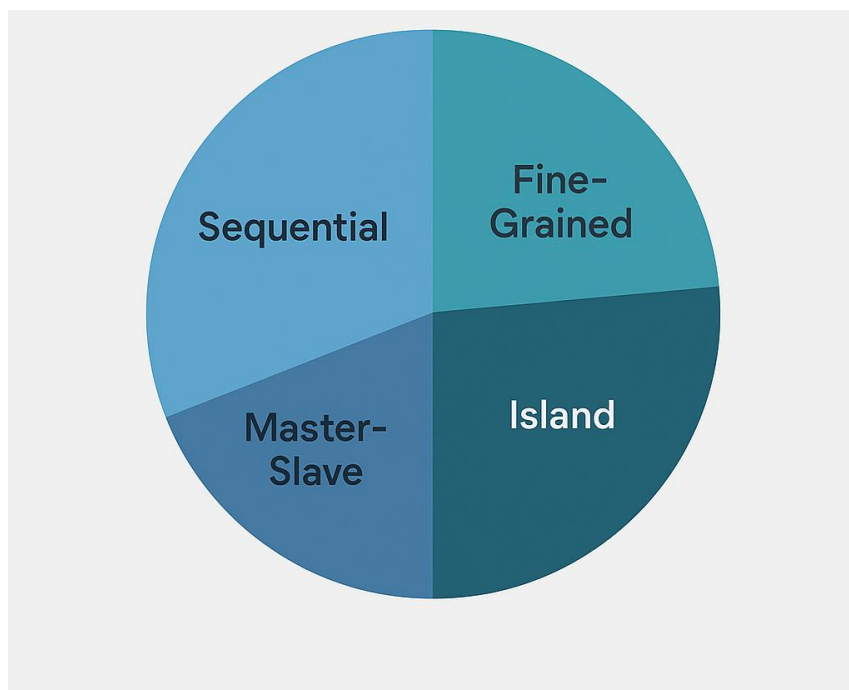 Sequential
Fine-
Grained
Master-
Slave
Island